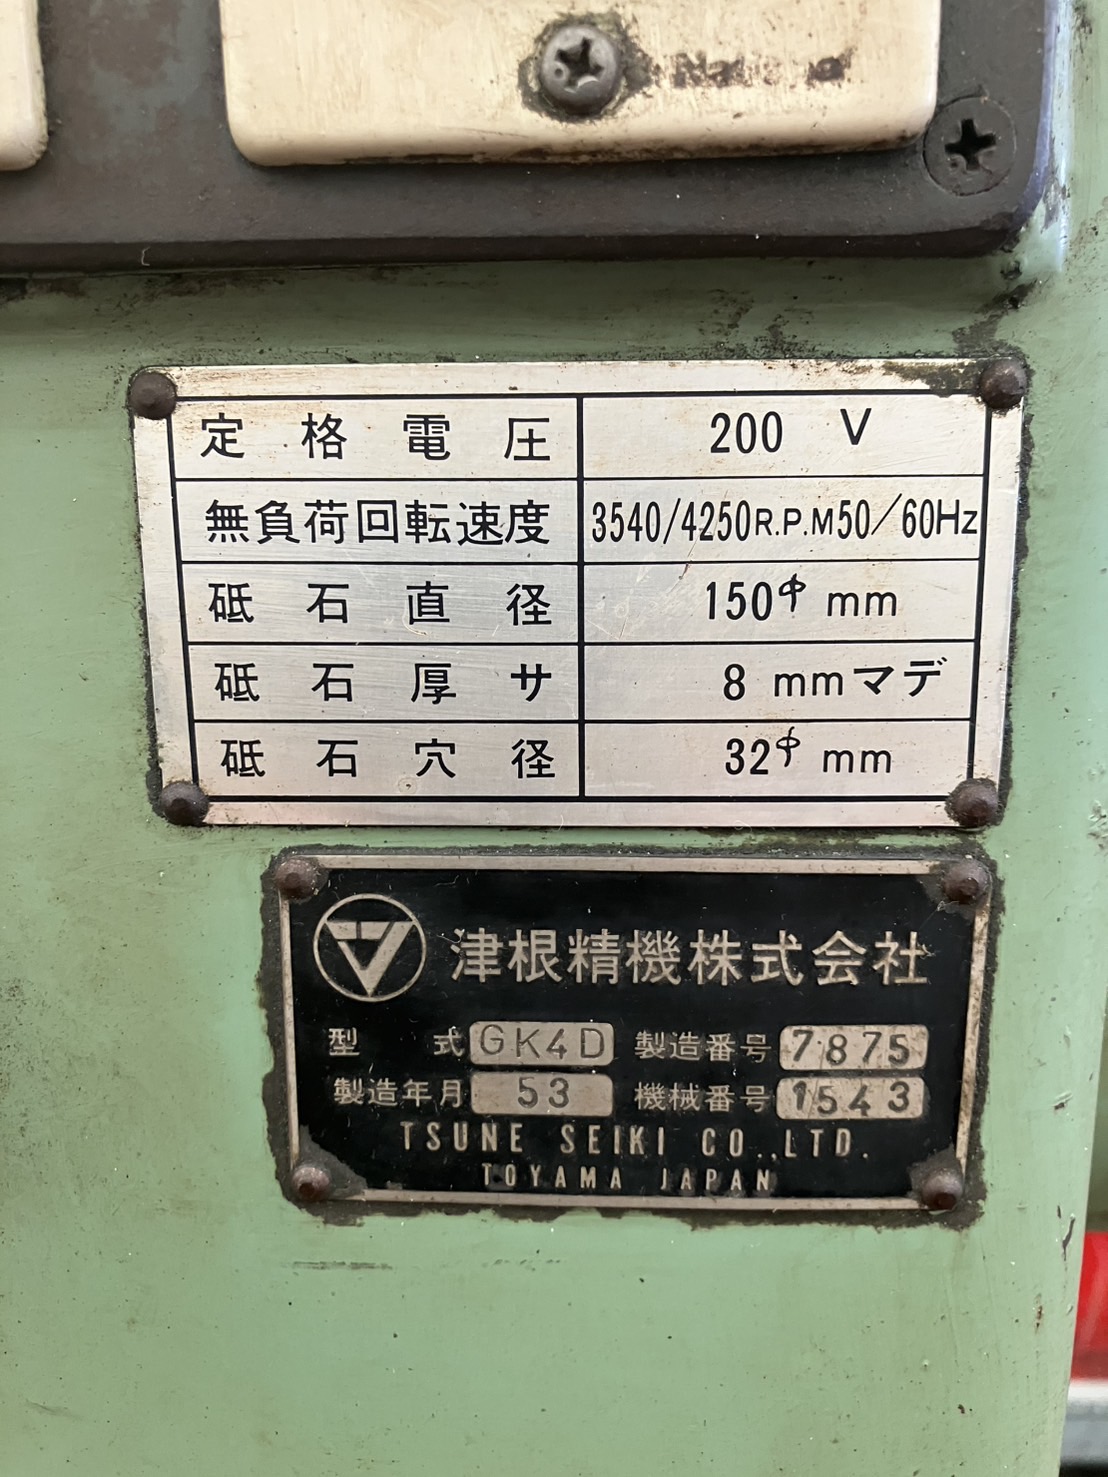 定格電圧 200 V
無負荷回転速度 3540/4250R.P.M50/60Hz
砥石直径 150φ mm
砥石厚サ 8 mmマデ
砥石穴径 32φ mm
津根精機株式会社
型式 GK4D 製造番号 7875
製造年月 53 機械番号 1543
TSUNE SEIKI CO.,LTD.
TOYAMA JAPAN